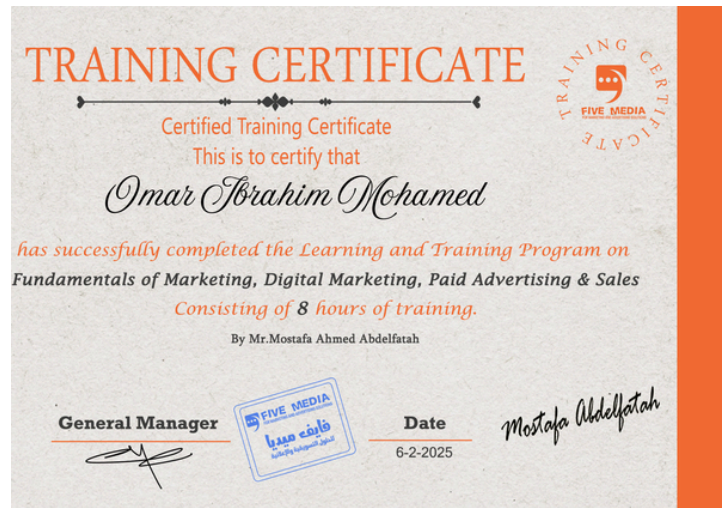 TRAINING CERTIFICATE
Certified Training Certificate
This is to certify that
Omar Ibrahim Mohamed
has successfully completed the Learning and Training Program on
Fundamentals of Marketing, Digital Marketing, Paid Advertising & Sales
Consisting of 8 hours of training.
By Mr.Mostafa Ahmed Abdelfatah
TRAINING CERTIFICATE
FIVE MEDIA
General Manager
FIVE MEDIA
فايف ميديا
للحلول التسويقية والإعلانية
Date
6-2-2025
Mostafa Abdelfatah